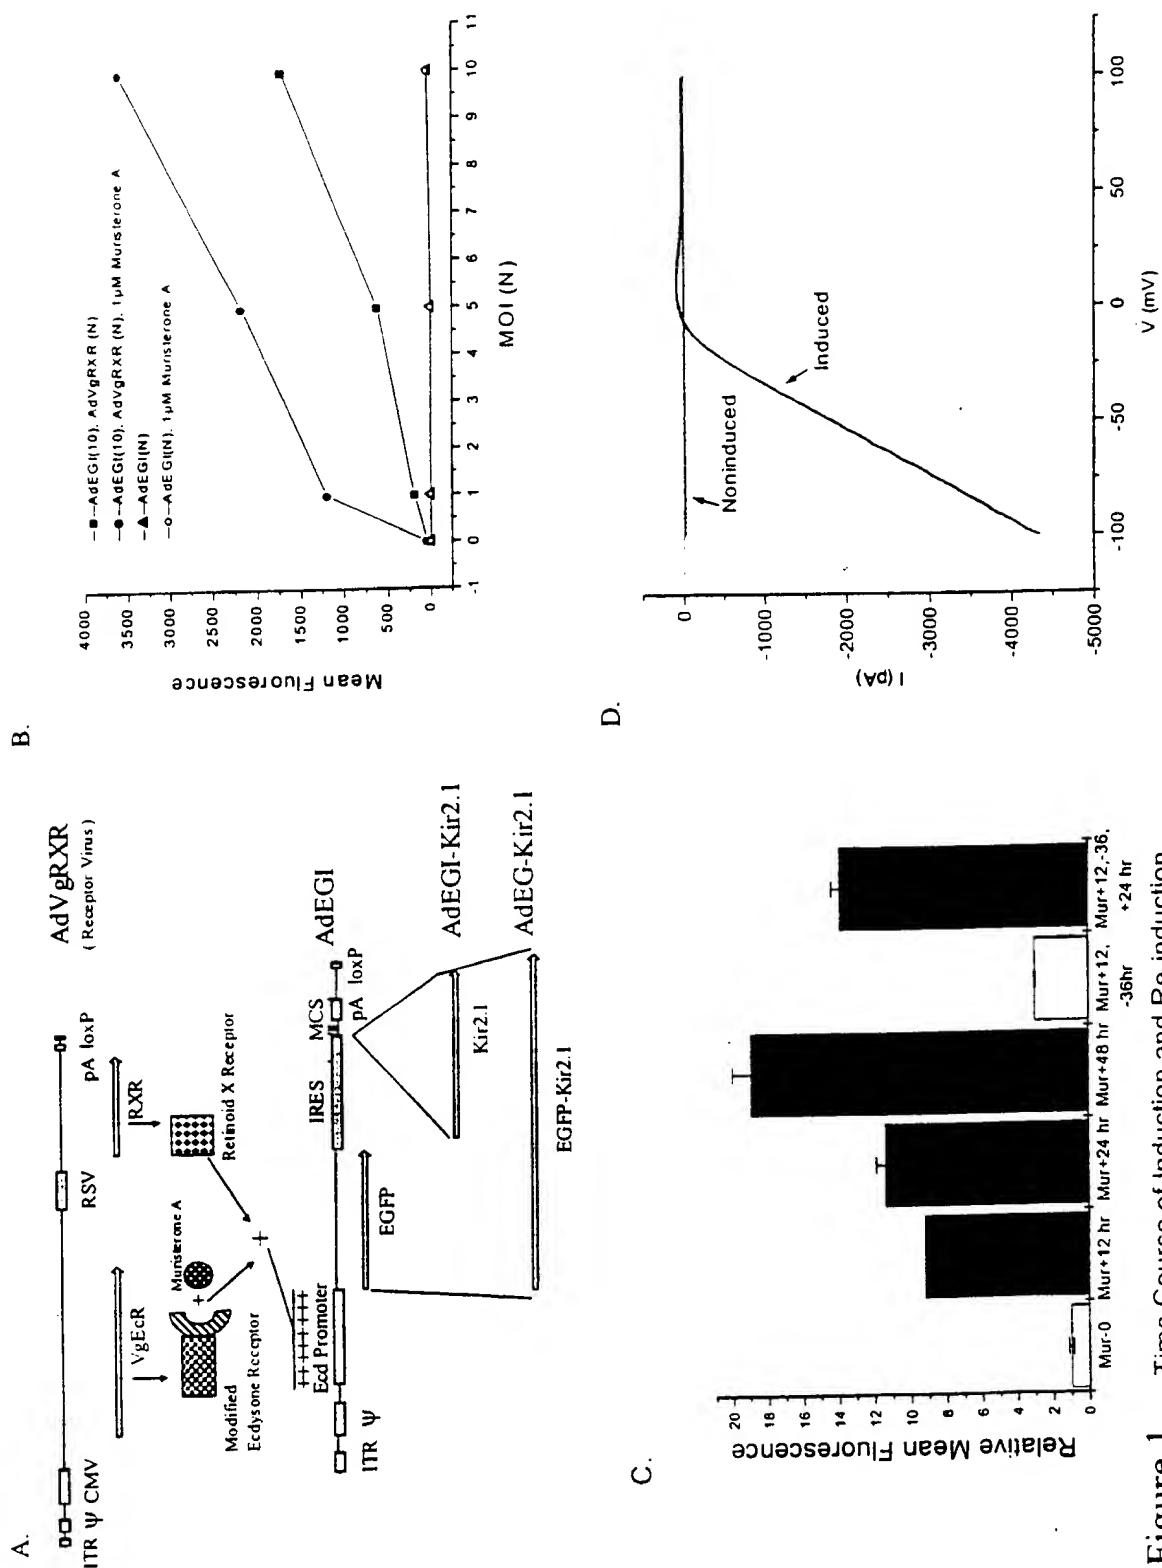 A.
ITR Ψ CMV
RSV
pA loxP
AdVgRXR
(Receptor Virus)
VgEcR
RXR
Muristerone A
+
Modified
Ecdysone Receptor
Retinoid X Receptor
+
Ecd Promoter
ITR Ψ
IRES
MCS
pA loxP
AdEGI
EGFP
Kir2.1
AdEGI-Kir2.1
EGFP-Kir2.1
AdEG-Kir2.1
B.
Mean Fluorescence
4000
3500
3000
2500
2000
1500
1000
500
0
AdEGI(10), AdVgRXR (N)
AdEGI(10), AdVgRXR (N), 1µM Muristerone A
AdEGI(N)
AdEGI(N), 1µM Muristerone A
-1 0 1 2 3 4 5 6 7 8 9 10 11
MOI (N)
C.
Relative Mean Fluorescence
20
18
16
14
12
10
8
6
4
2
0
Mur-0 Mur+12 hr Mur+24 hr Mur+48 hr Mur+12, Mur+12,-36,
-36hr +24 hr
D.
I (pA)
0
-1000
-2000
-3000
-4000
-5000
Noninduced
Induced
-100 -50 0 50 100
V (mV)
Figure 1 Time Course of Induction and Re-induction